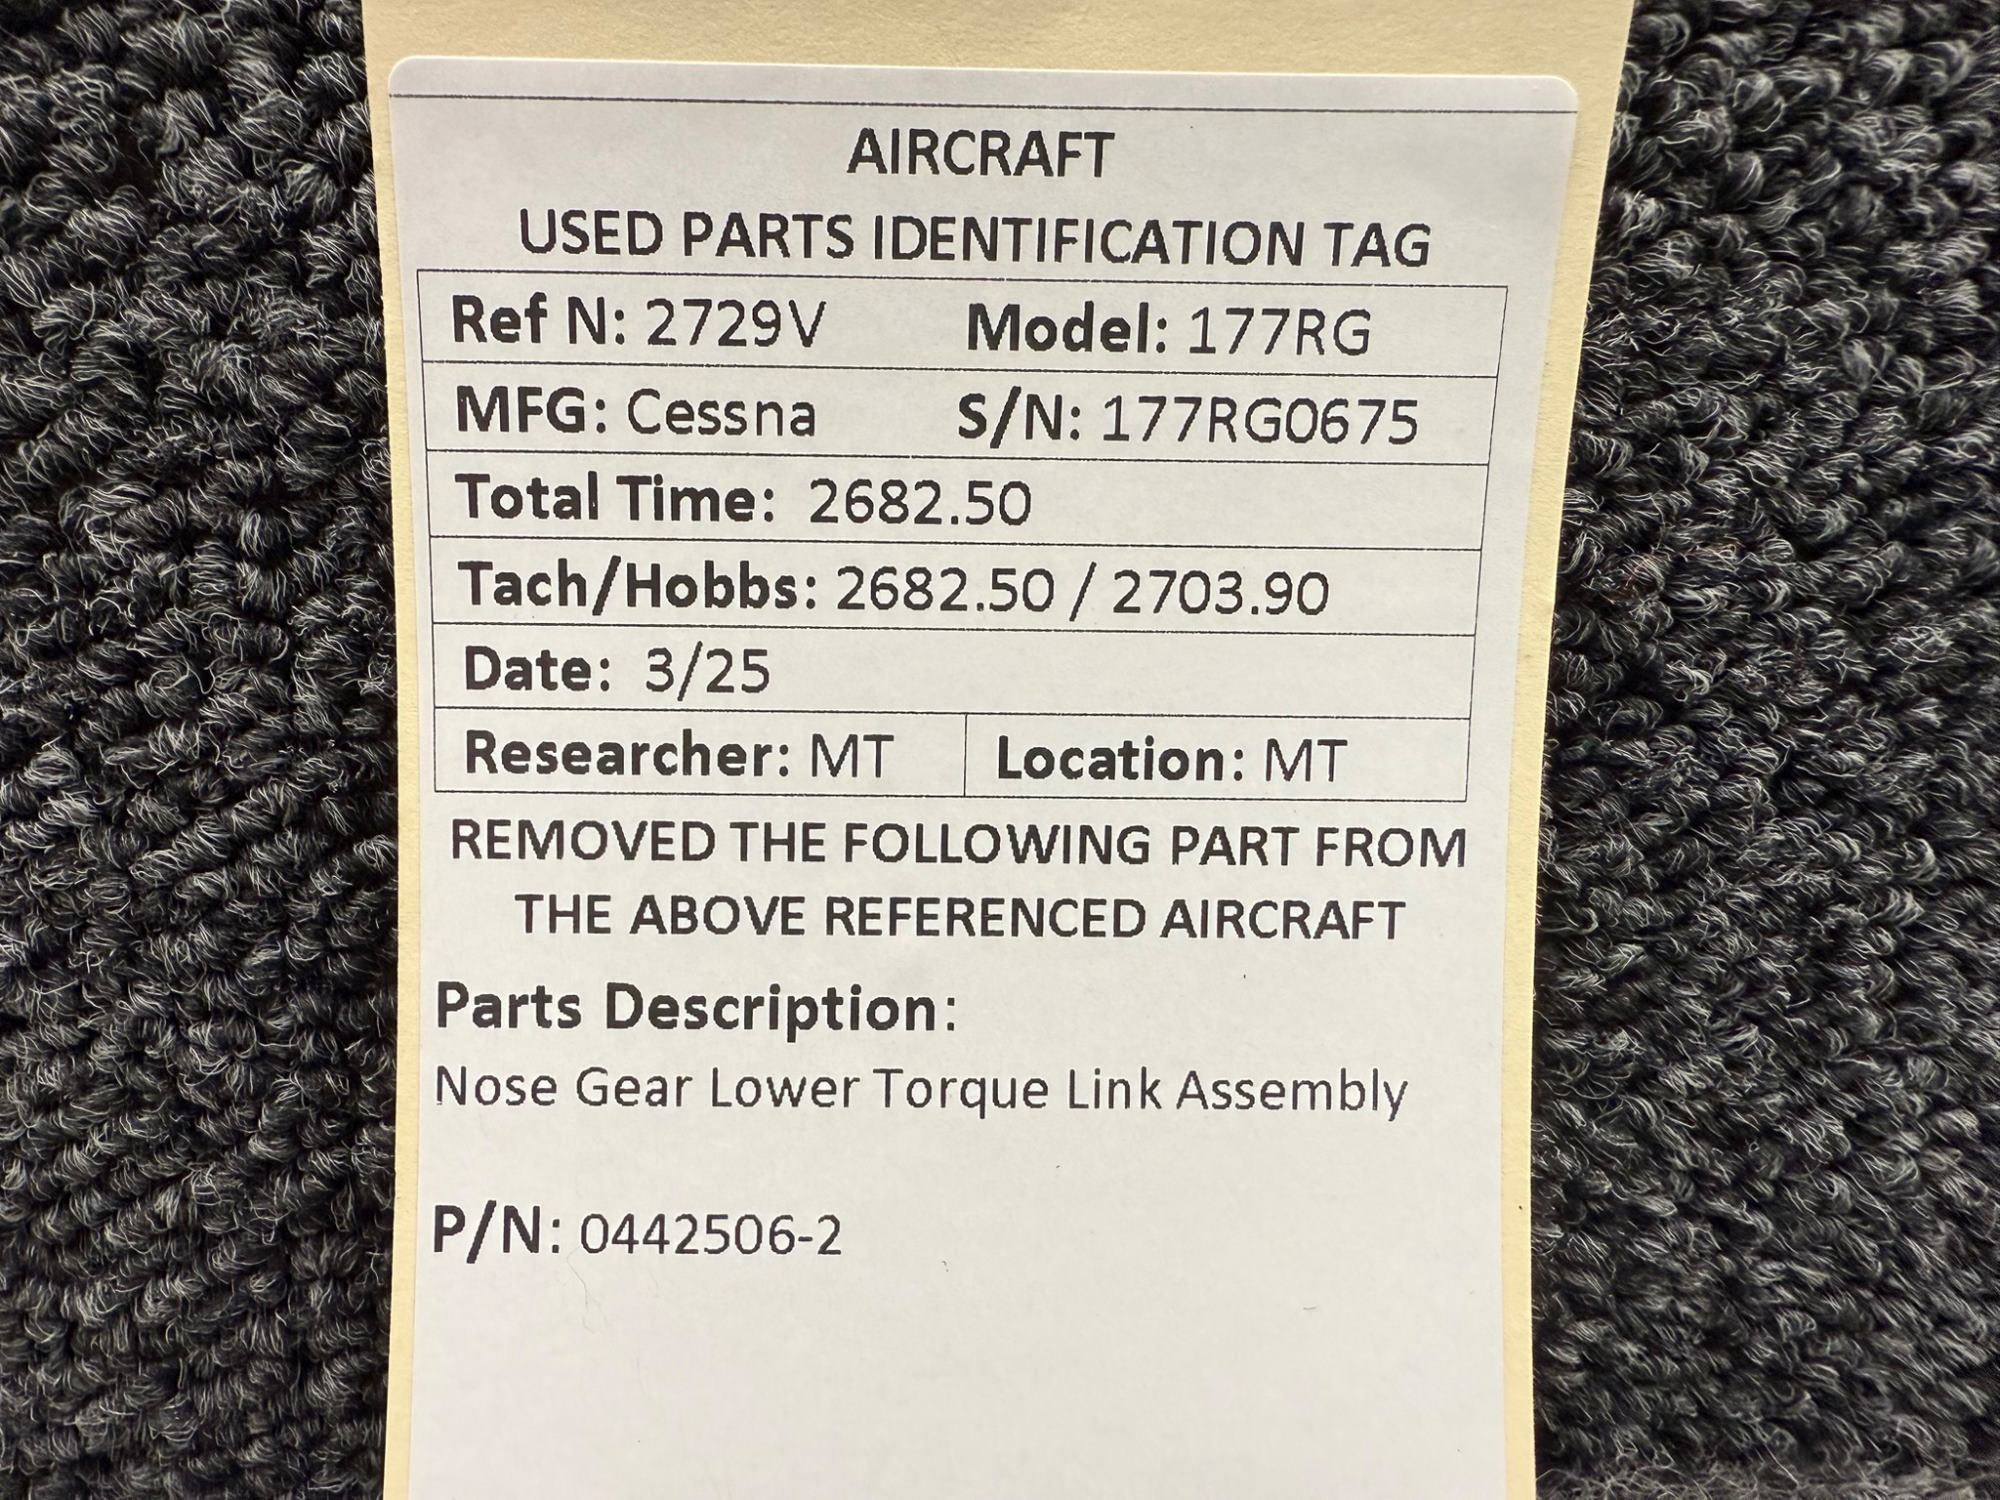 AIRCRAFT
USED PARTS IDENTIFICATION TAG
Ref N: 2729V Model: 177RG
MFG: Cessna S/N: 177RG0675
Total Time: 2682.50
Tach/Hobbs: 2682.50 / 2703.90
Date: 3/25
Researcher: MT Location: MT
REMOVED THE FOLLOWING PART FROM
THE ABOVE REFERENCED AIRCRAFT
Parts Description:
Nose Gear Lower Torque Link Assembly
P/N: 0442506-2